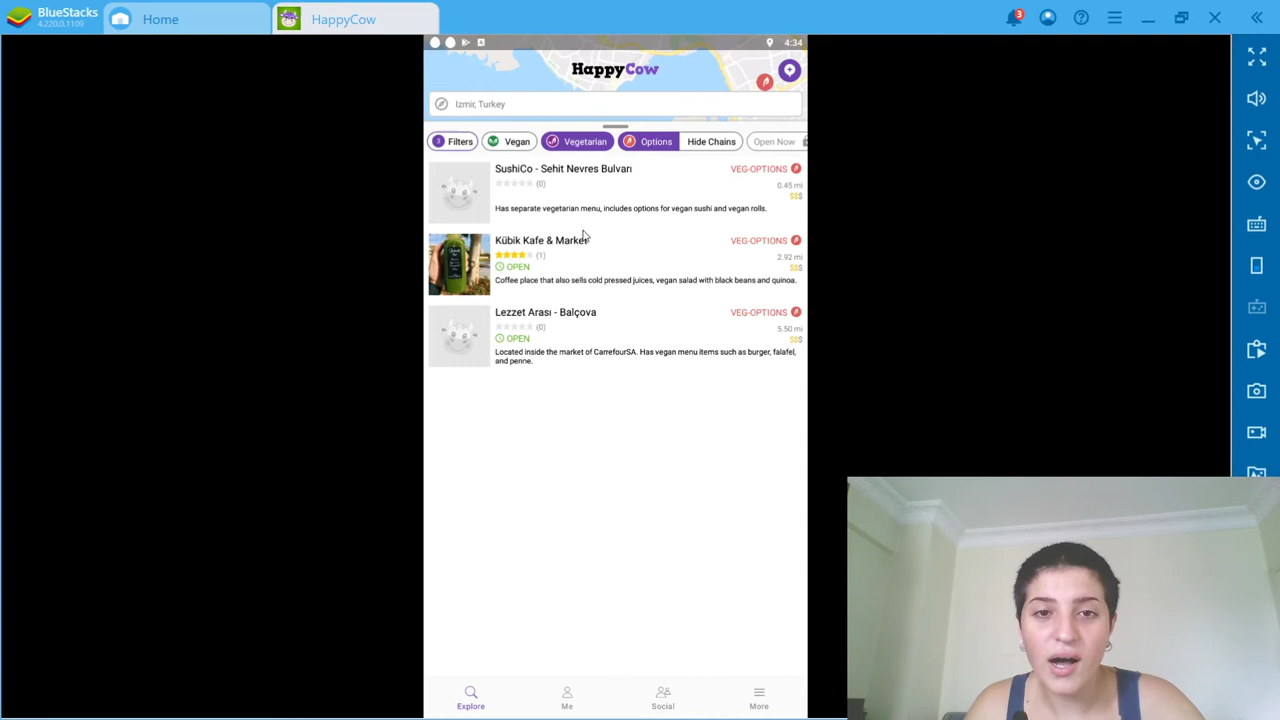 BlueStacks
4.220.0.1109
Home
HappyCow
3
4:34
HappyCow
Izmir, Turkey
3 Filters
Vegan
Vegetarian
Options
Hide Chains
Open Now
SushiCo - Sehit Nevres Bulvarı
VEG-OPTIONS
(0)
0.45 mi
$$$
Has separate vegetarian menu, includes options for vegan sushi and vegan rolls.
Kübik Kafe & Market
VEG-OPTIONS
(1)
2.92 mi
OPEN
$$$
Coffee place that also sells cold pressed juices, vegan salad with black beans and quinoa.
Lezzet Arası - Balçova
VEG-OPTIONS
(0)
5.50 mi
OPEN
$$$
Located inside the market of CarrefourSA. Has vegan menu items such as burger, falafel,
and penne.
Explore
Me
Social
More